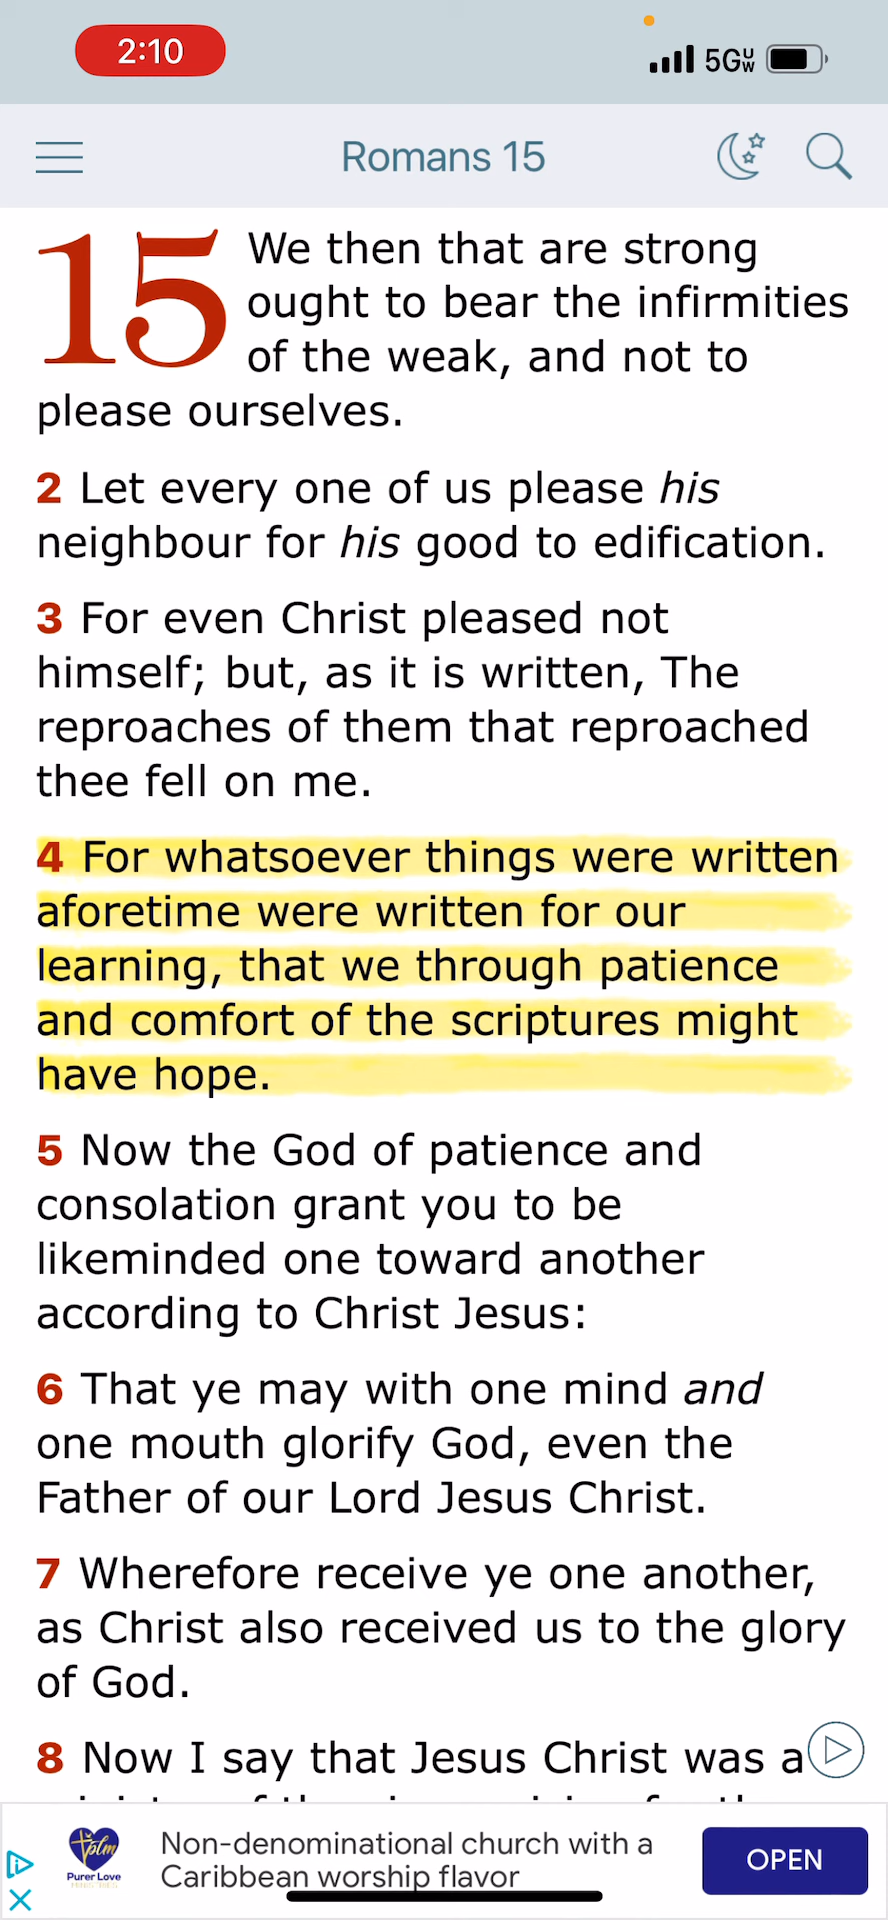 2:10
5G UW
Romans 15
15 We then that are strong
ought to bear the infirmities
of the weak, and not to
please ourselves.
2 Let every one of us please his
neighbour for his good to edification.
3 For even Christ pleased not
himself; but, as it is written, The
reproaches of them that reproached
thee fell on me.
4 For whatsoever things were written
aforetime were written for our
learning, that we through patience
and comfort of the scriptures might
have hope.
5 Now the God of patience and
consolation grant you to be
likeminded one toward another
according to Christ Jesus:
6 That ye may with one mind and
one mouth glorify God, even the
Father of our Lord Jesus Christ.
7 Wherefore receive ye one another,
as Christ also received us to the glory
of God.
8 Now I say that Jesus Christ was a
plm
Purer Love
MINISTRIES
Non-denominational church with a
Caribbean worship flavor
OPEN